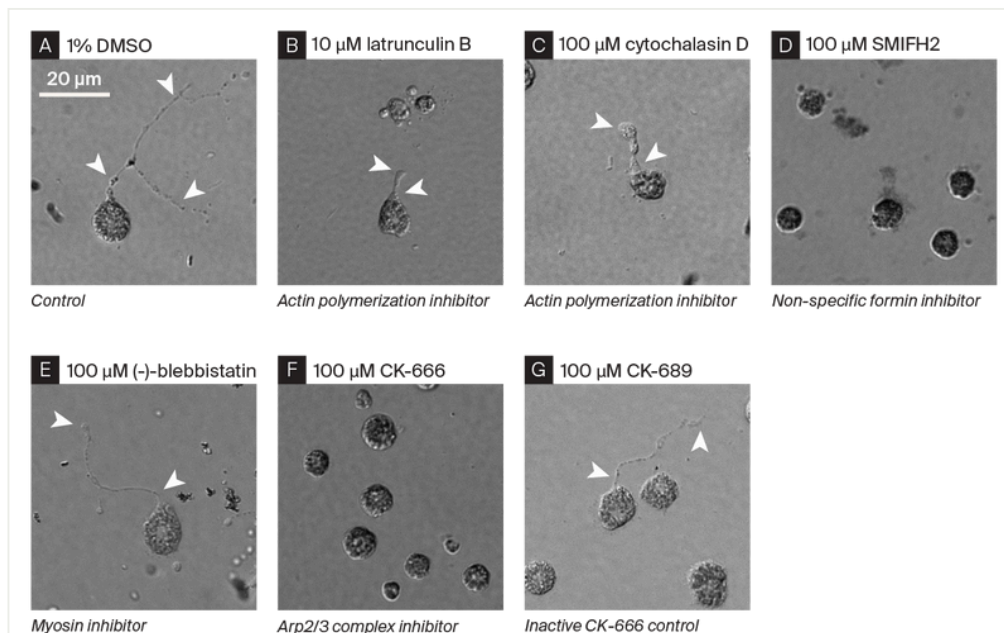 A 1% DMSO
B 10 µM latrunculin B
C 100 µM cytochalasin D
D 100 µM SMIFH2
20 µm
Control
Actin polymerization inhibitor
Actin polymerization inhibitor
Non-specific formin inhibitor
E 100 µM (-)-blebbistatin
F 100 µM CK-666
G 100 µM CK-689
Myosin inhibitor
Arp2/3 complex inhibitor
Inactive CK-666 control